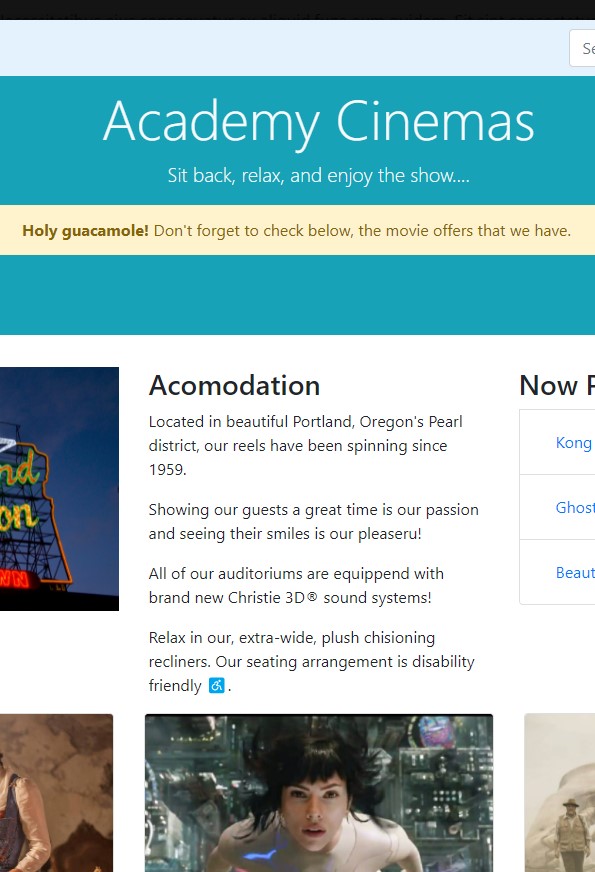 Se
Academy Cinemas
Sit back, relax, and enjoy the show....
Holy guacamole! Don't forget to check below, the movie offers that we have.
Acomodation
Located in beautiful Portland, Oregon's Pearl
district, our reels have been spinning since
1959.
Showing our guests a great time is our passion
and seeing their smiles is our pleaseru!
All of our auditoriums are equippend with
brand new Christie 3D® sound systems!
Relax in our, extra-wide, plush chisioning
recliners. Our seating arrangement is disability
friendly ♿.
Now P
Kong
Ghost
Beaut
nd
on
WN